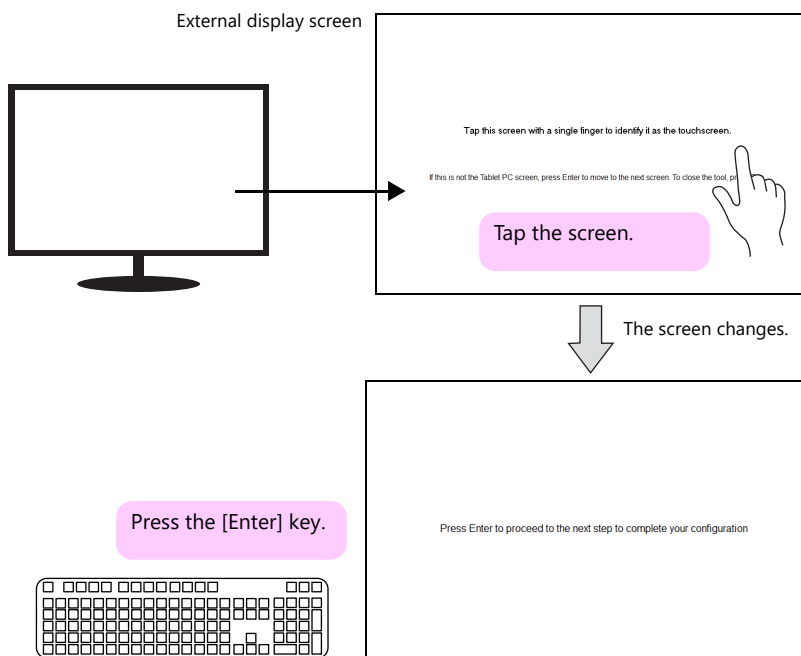 External display screen
Tap this screen with a single finger to identify it as the touchscreen.
If this is not the Tablet PC screen, press Enter to move to the next screen. To close the tool, pr
Tap the screen.
The screen changes.
Press the [Enter] key.
Press Enter to proceed to the next step to complete your configuration